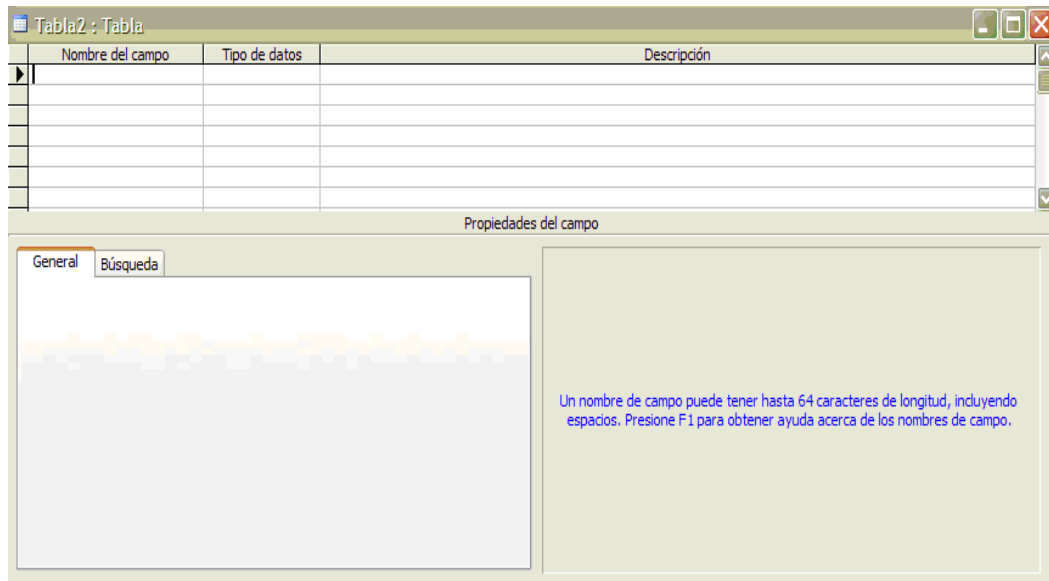 Tabla2 : Tabla
Nombre del campo Tipo de datos Descripción
Propiedades del campo
General Búsqueda
Un nombre de campo puede tener hasta 64 caracteres de longitud, incluyendo
espacios. Presione F1 para obtener ayuda acerca de los nombres de campo.